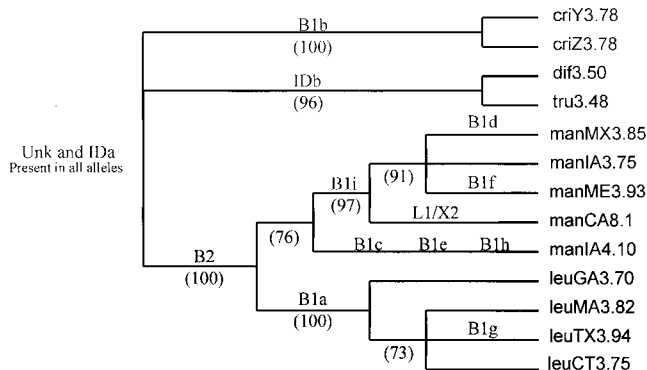 criY3.78
B1b
(100)
criZ3.78
dif3.50
IDb
(96)
tru3.48
B1d
manMX3.85
Unk and IDa
Present in all alleles
(91)
manIA3.75
B1i
(97)
B1f
manME3.93
L1/X2
manCA8.1
(76)
B1c B1e B1h
manIA4.10
B2
(100)
leuGA3.70
B1a
(100)
leuMA3.82
B1g
leuTX3.94
(73)
leuCT3.75